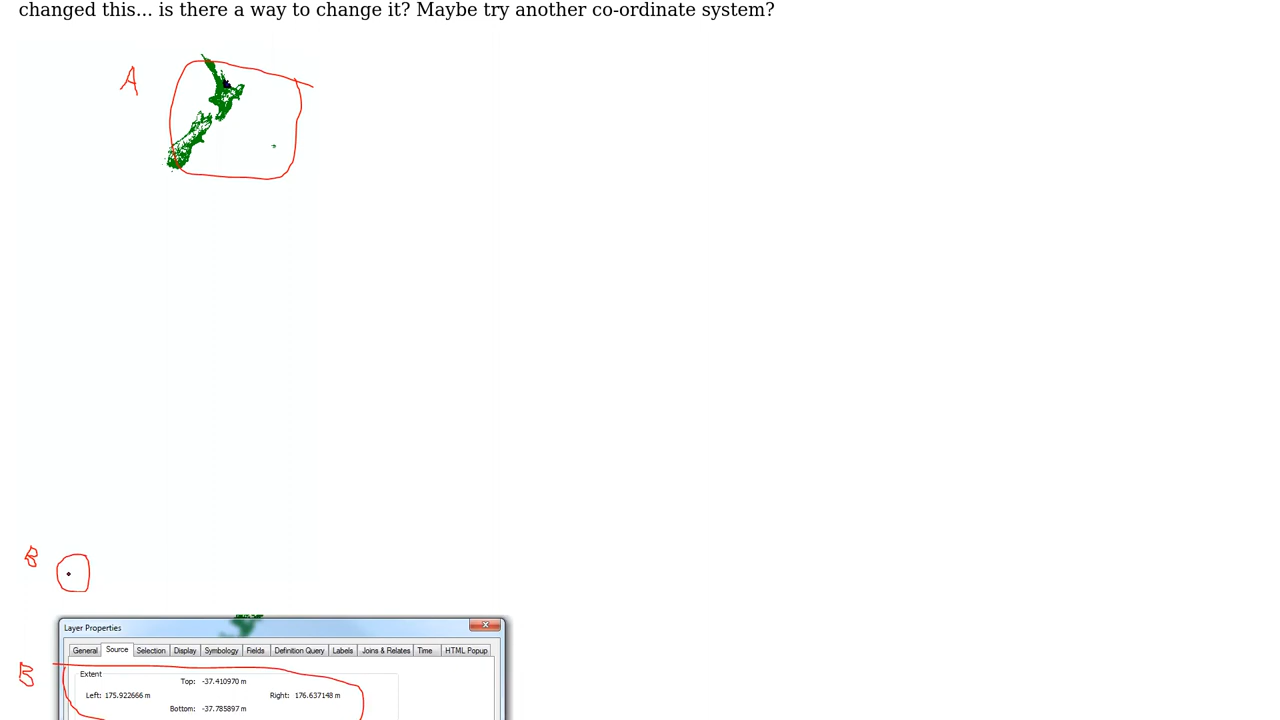 changed this... is there a way to change it? Maybe try another co-ordinate system?
A
B
Layer Properties
General Source Selection Display Symbology Fields Definition Query Labels Joins & Relates Time HTML Popup
B
Extent
Top: -37.410970 m
Left: 175.922666 m Right: 176.637148 m
Bottom: -37.785897 m